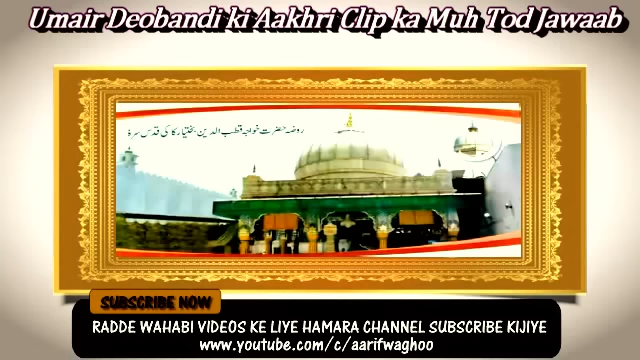 Umair Deobandi ki Aakhri Clip ka Muh Tod Jawaab
روضہ حضرت خواجہ قطب الدین بختیار کاکی قدس سرہٗ
SUBSCRIBE NOW
RADDE WAHABI VIDEOS KE LIYE HAMARA CHANNEL SUBSCRIBE KIJIYE
www.youtube.com/c/aarifwaghoo